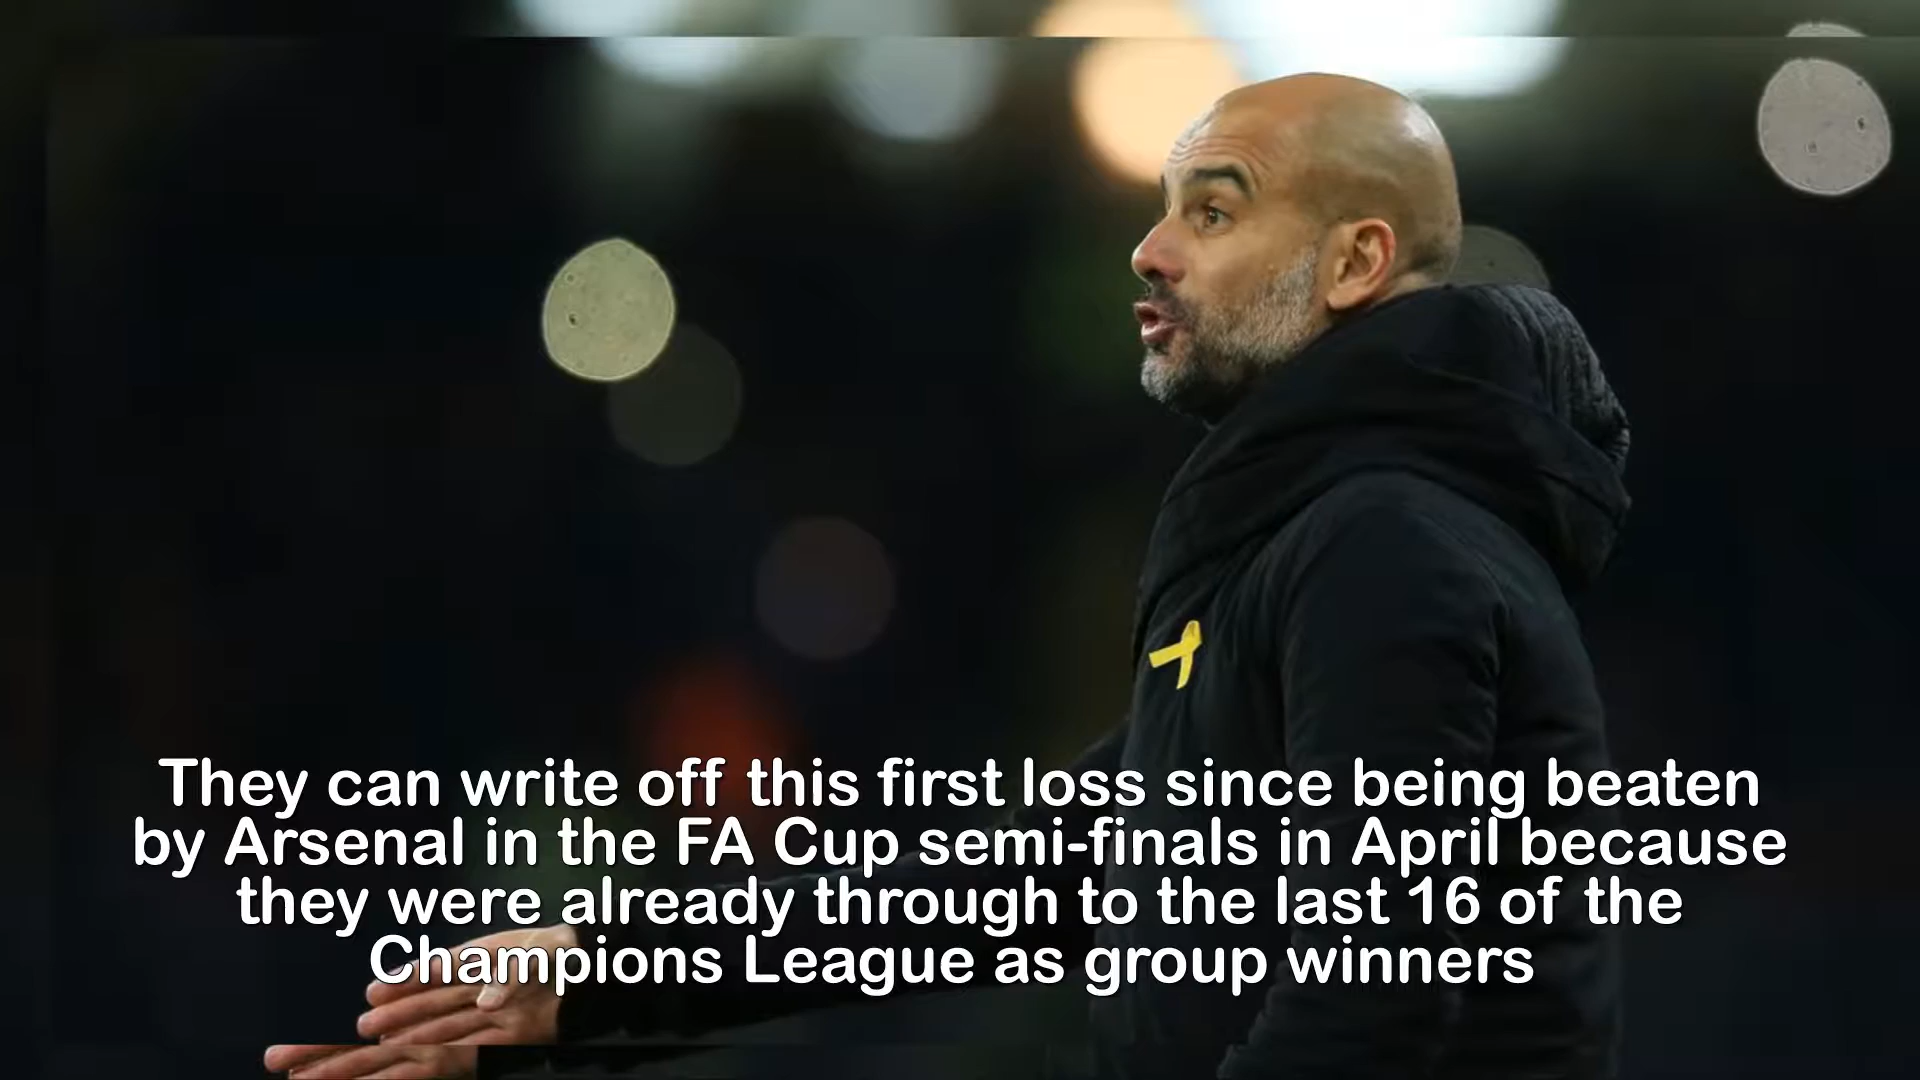 They can write off this first loss since being beaten
by Arsenal in the FA Cup semi-finals in April because
they were already through to the last 16 of the
Champions League as group winners